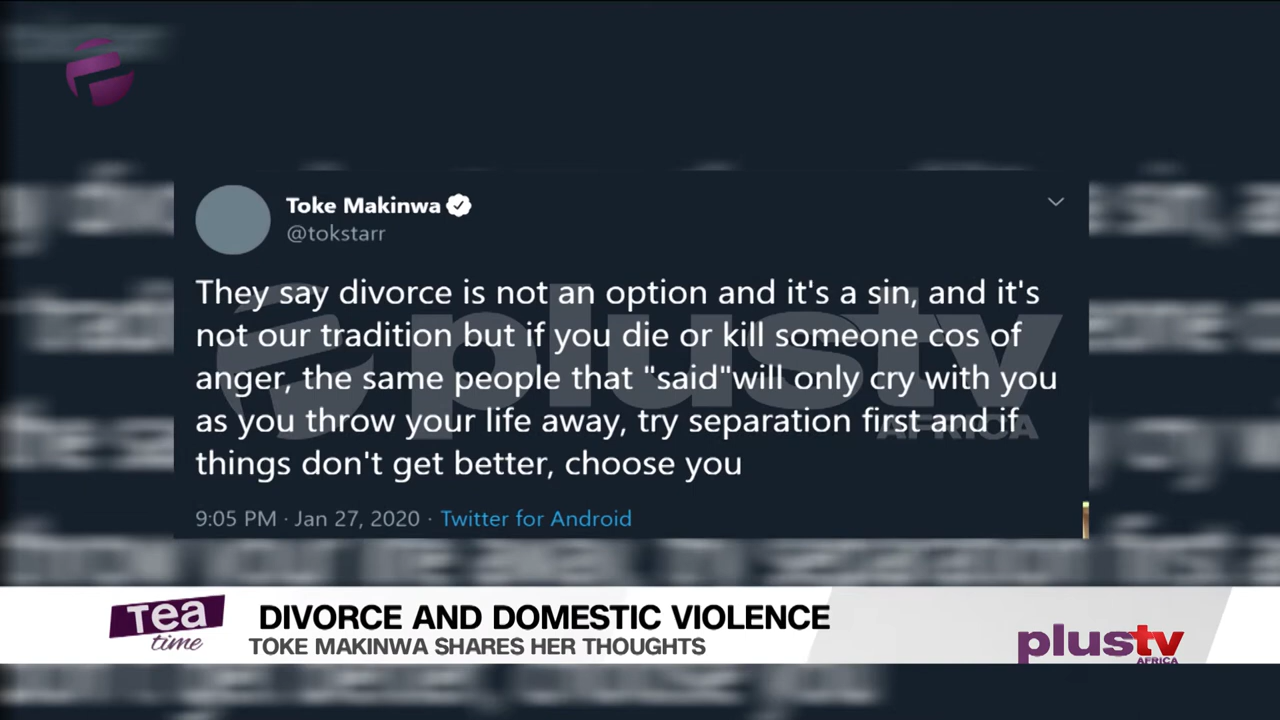 Toke Makinwa
@tokstarr
They say divorce is not an option and it's a sin, and it's
not our tradition but if you die or kill someone cos of
anger, the same people that "said"will only cry with you
as you throw your life away, try separation first and if
things don't get better, choose you
9:05 PM · Jan 27, 2020 · Twitter for Android
plustv
AFRICA
Tea
time
DIVORCE AND DOMESTIC VIOLENCE
TOKE MAKINWA SHARES HER THOUGHTS
plustv
AFRICA